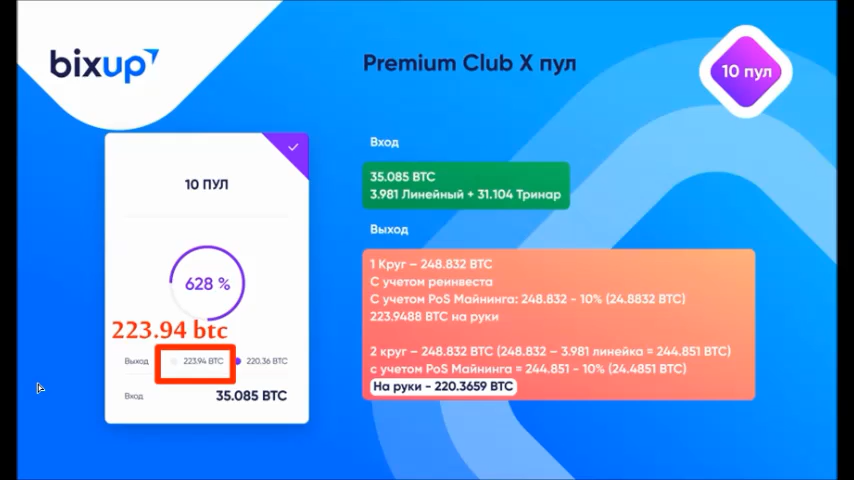 bixup
Premium Club X пул
10 пул
10 ПУЛ
628 %
223.94 btc
Выход 223.94 BTC 220.36 BTC
Вход 35.085 BTC
Вход
35.085 BTC
3.981 Линейный + 31.104 Тринар
Выход
1 Круг – 248.832 BTC
С учетом реинвеста
С учетом PoS Майнинга: 248.832 - 10% (24.8832 BTC)
223.9488 BTC на руки
2 круг – 248.832 BTC (248.832 – 3.981 линейка = 244.851 BTC)
с учетом PoS Майнинга = 244.851 - 10% (24.4851 BTC)
На руки - 220.3659 BTC